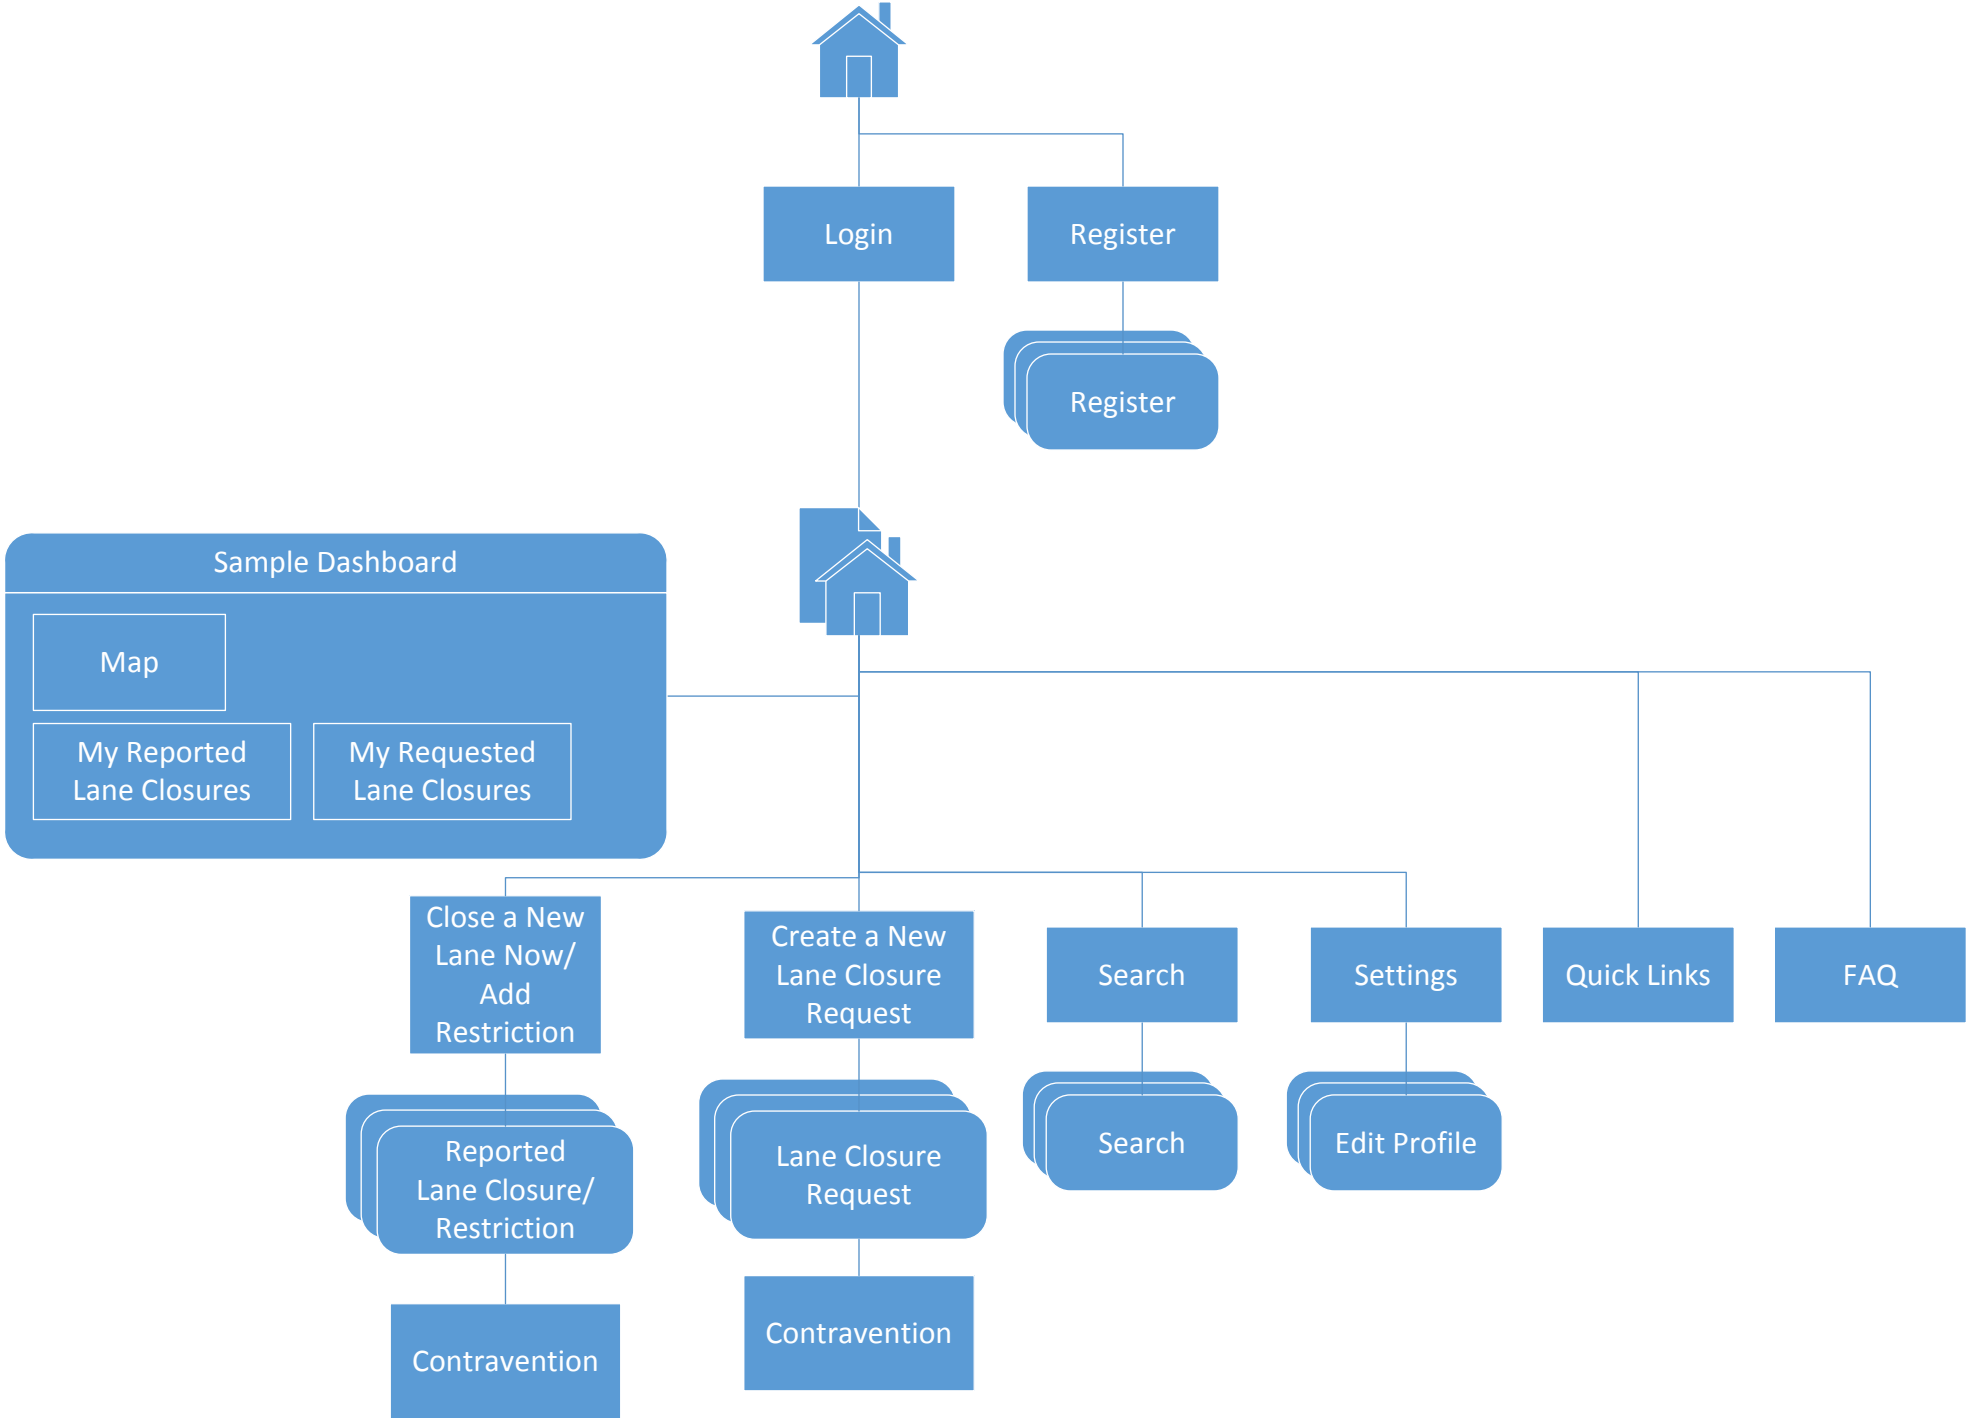 Login
Register
Register
Sample Dashboard
Map
My Reported
Lane Closures
My Requested
Lane Closures
Close a New
Lane Now/
Add
Restriction
Create a New
Lane Closure
Request
Search
Settings
Quick Links
FAQ
Reported
Lane Closure/
Restriction
Lane Closure
Request
Search
Edit Profile
Contravention
Contravention